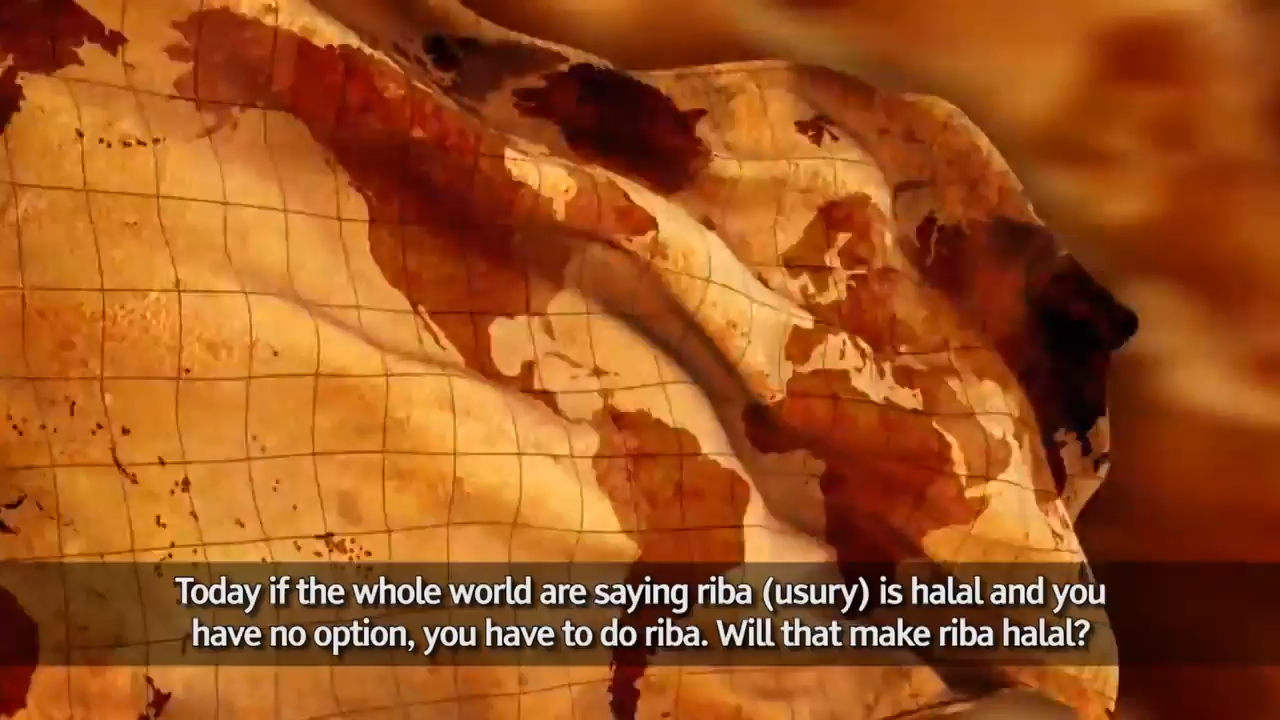 Today if the whole world are saying riba (usury) is halal and you
have no option, you have to do riba. Will that make riba halal?